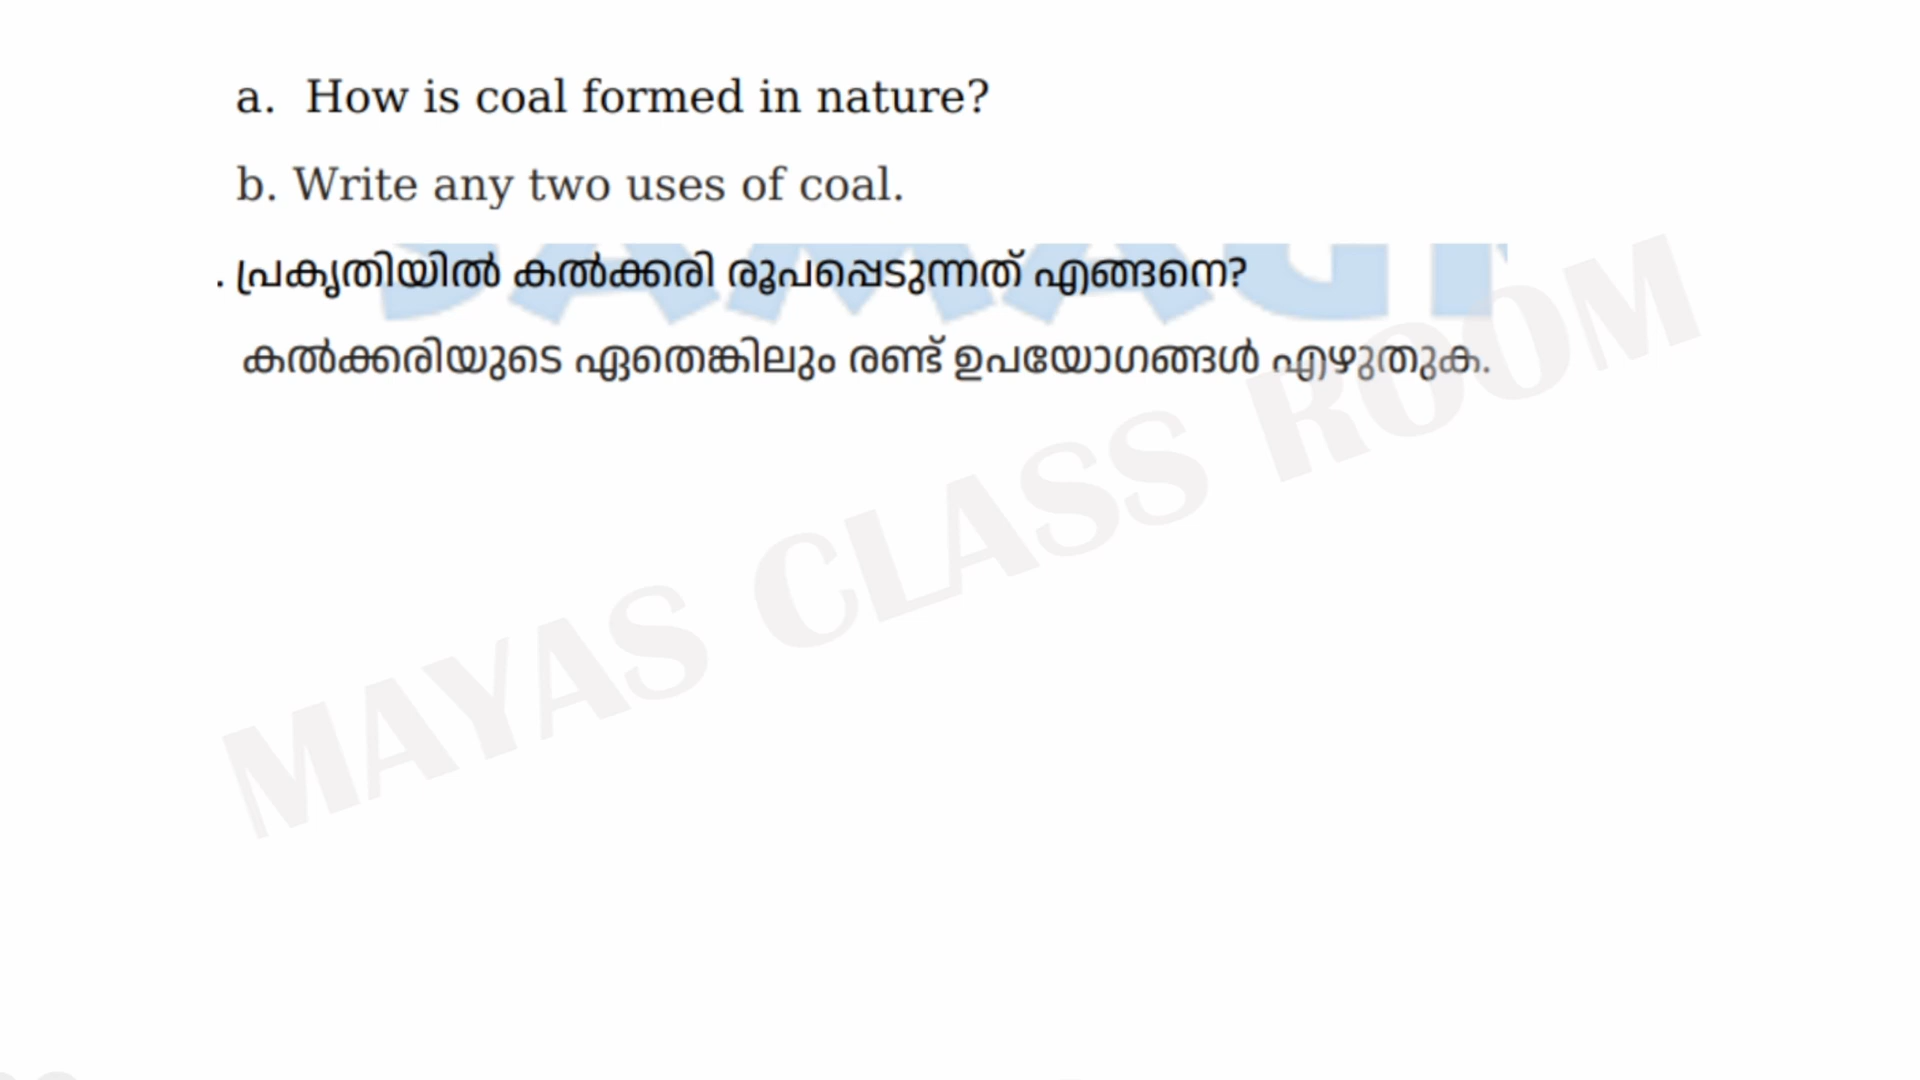 a. How is coal formed in nature?
b. Write any two uses of coal.
. പ്രകൃതിയിൽ കൽക്കരി രൂപപ്പെടുന്നത് എങ്ങനെ?
കൽക്കരിയുടെ ഏതെങ്കിലും രണ്ട് ഉപയോഗങ്ങൾ എഴുതുക.
MAYAS CLASS ROOM